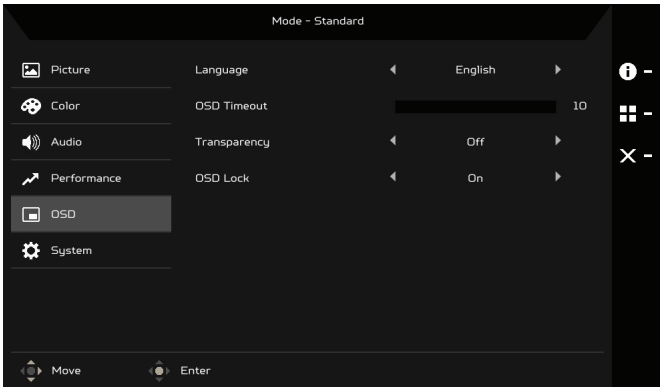 Mode - Standard
Picture
Language English
Color
OSD Timeout 10
Audio
Transparency Off
Performance
OSD Lock On
OSD
System
Move Enter